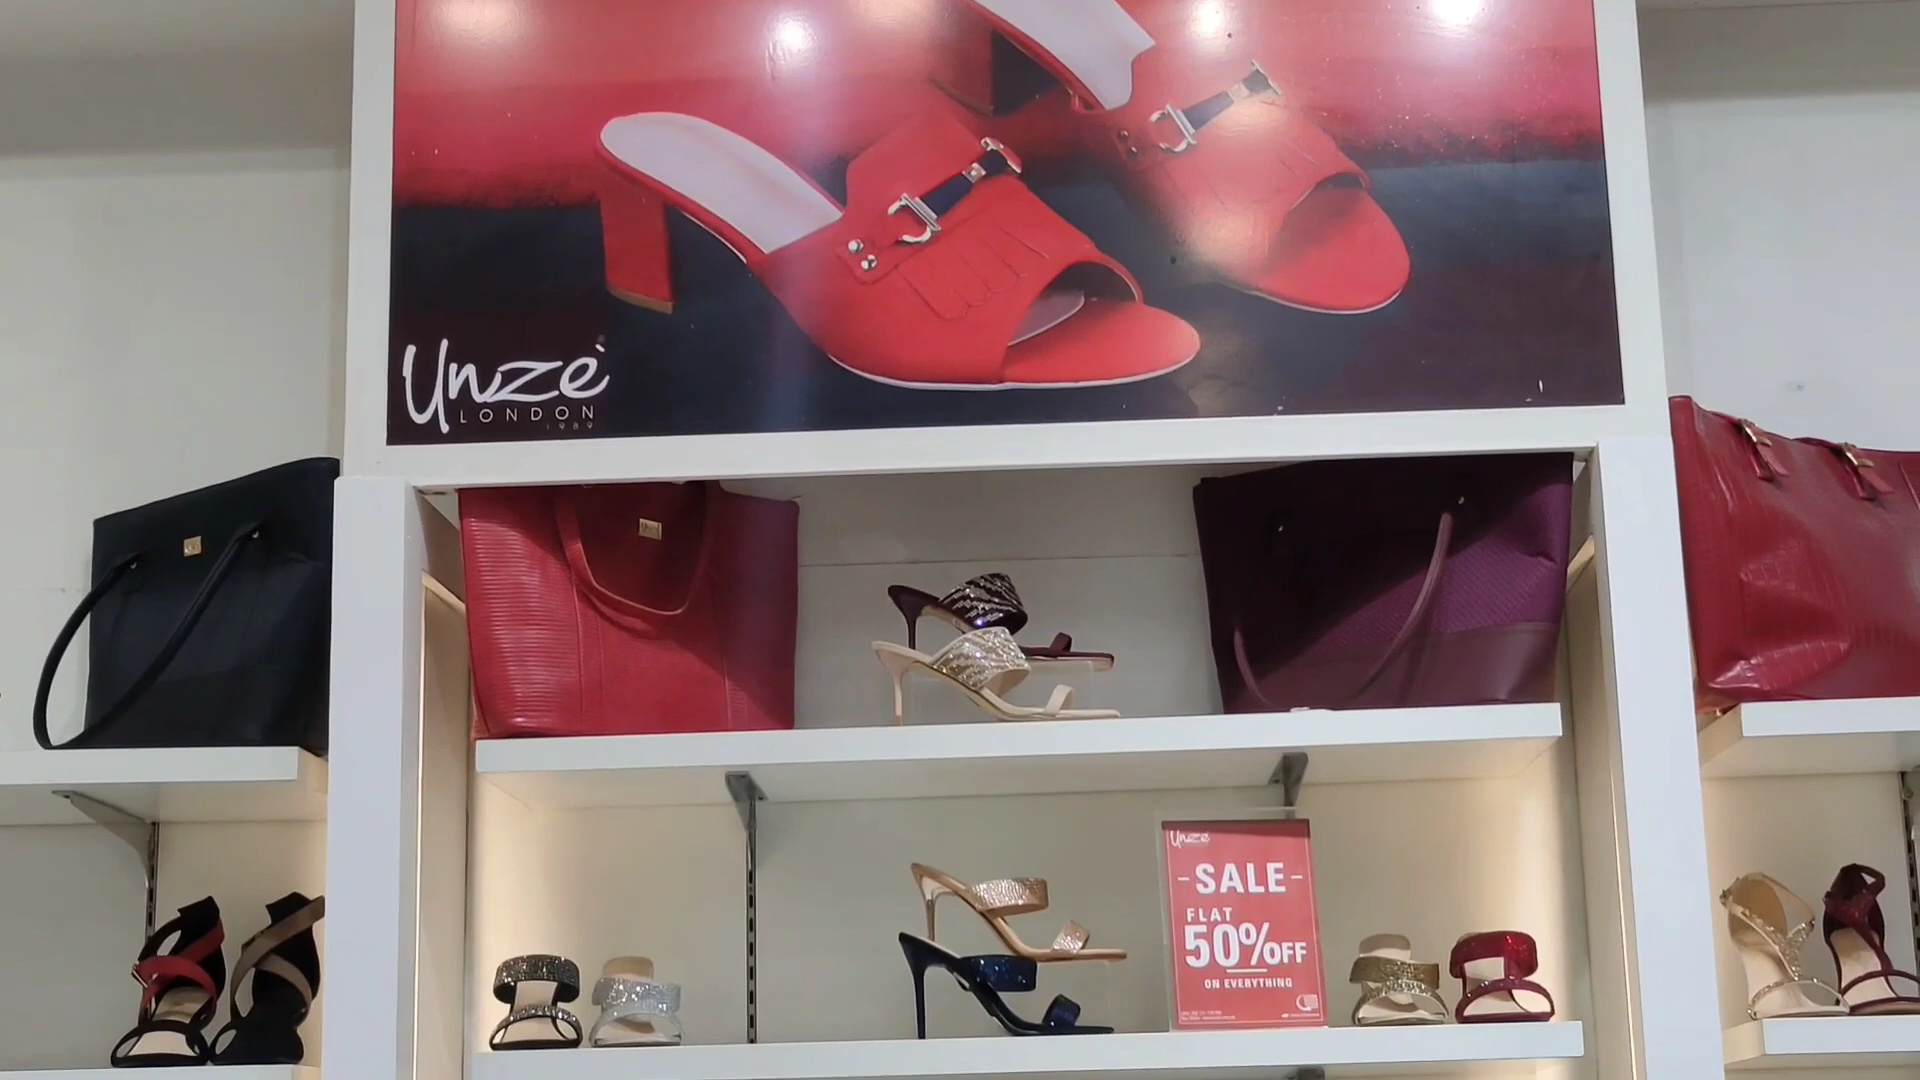 Unze
LONDON
1989
Unze
- SALE -
FLAT
50% OFF
ON EVERYTHING